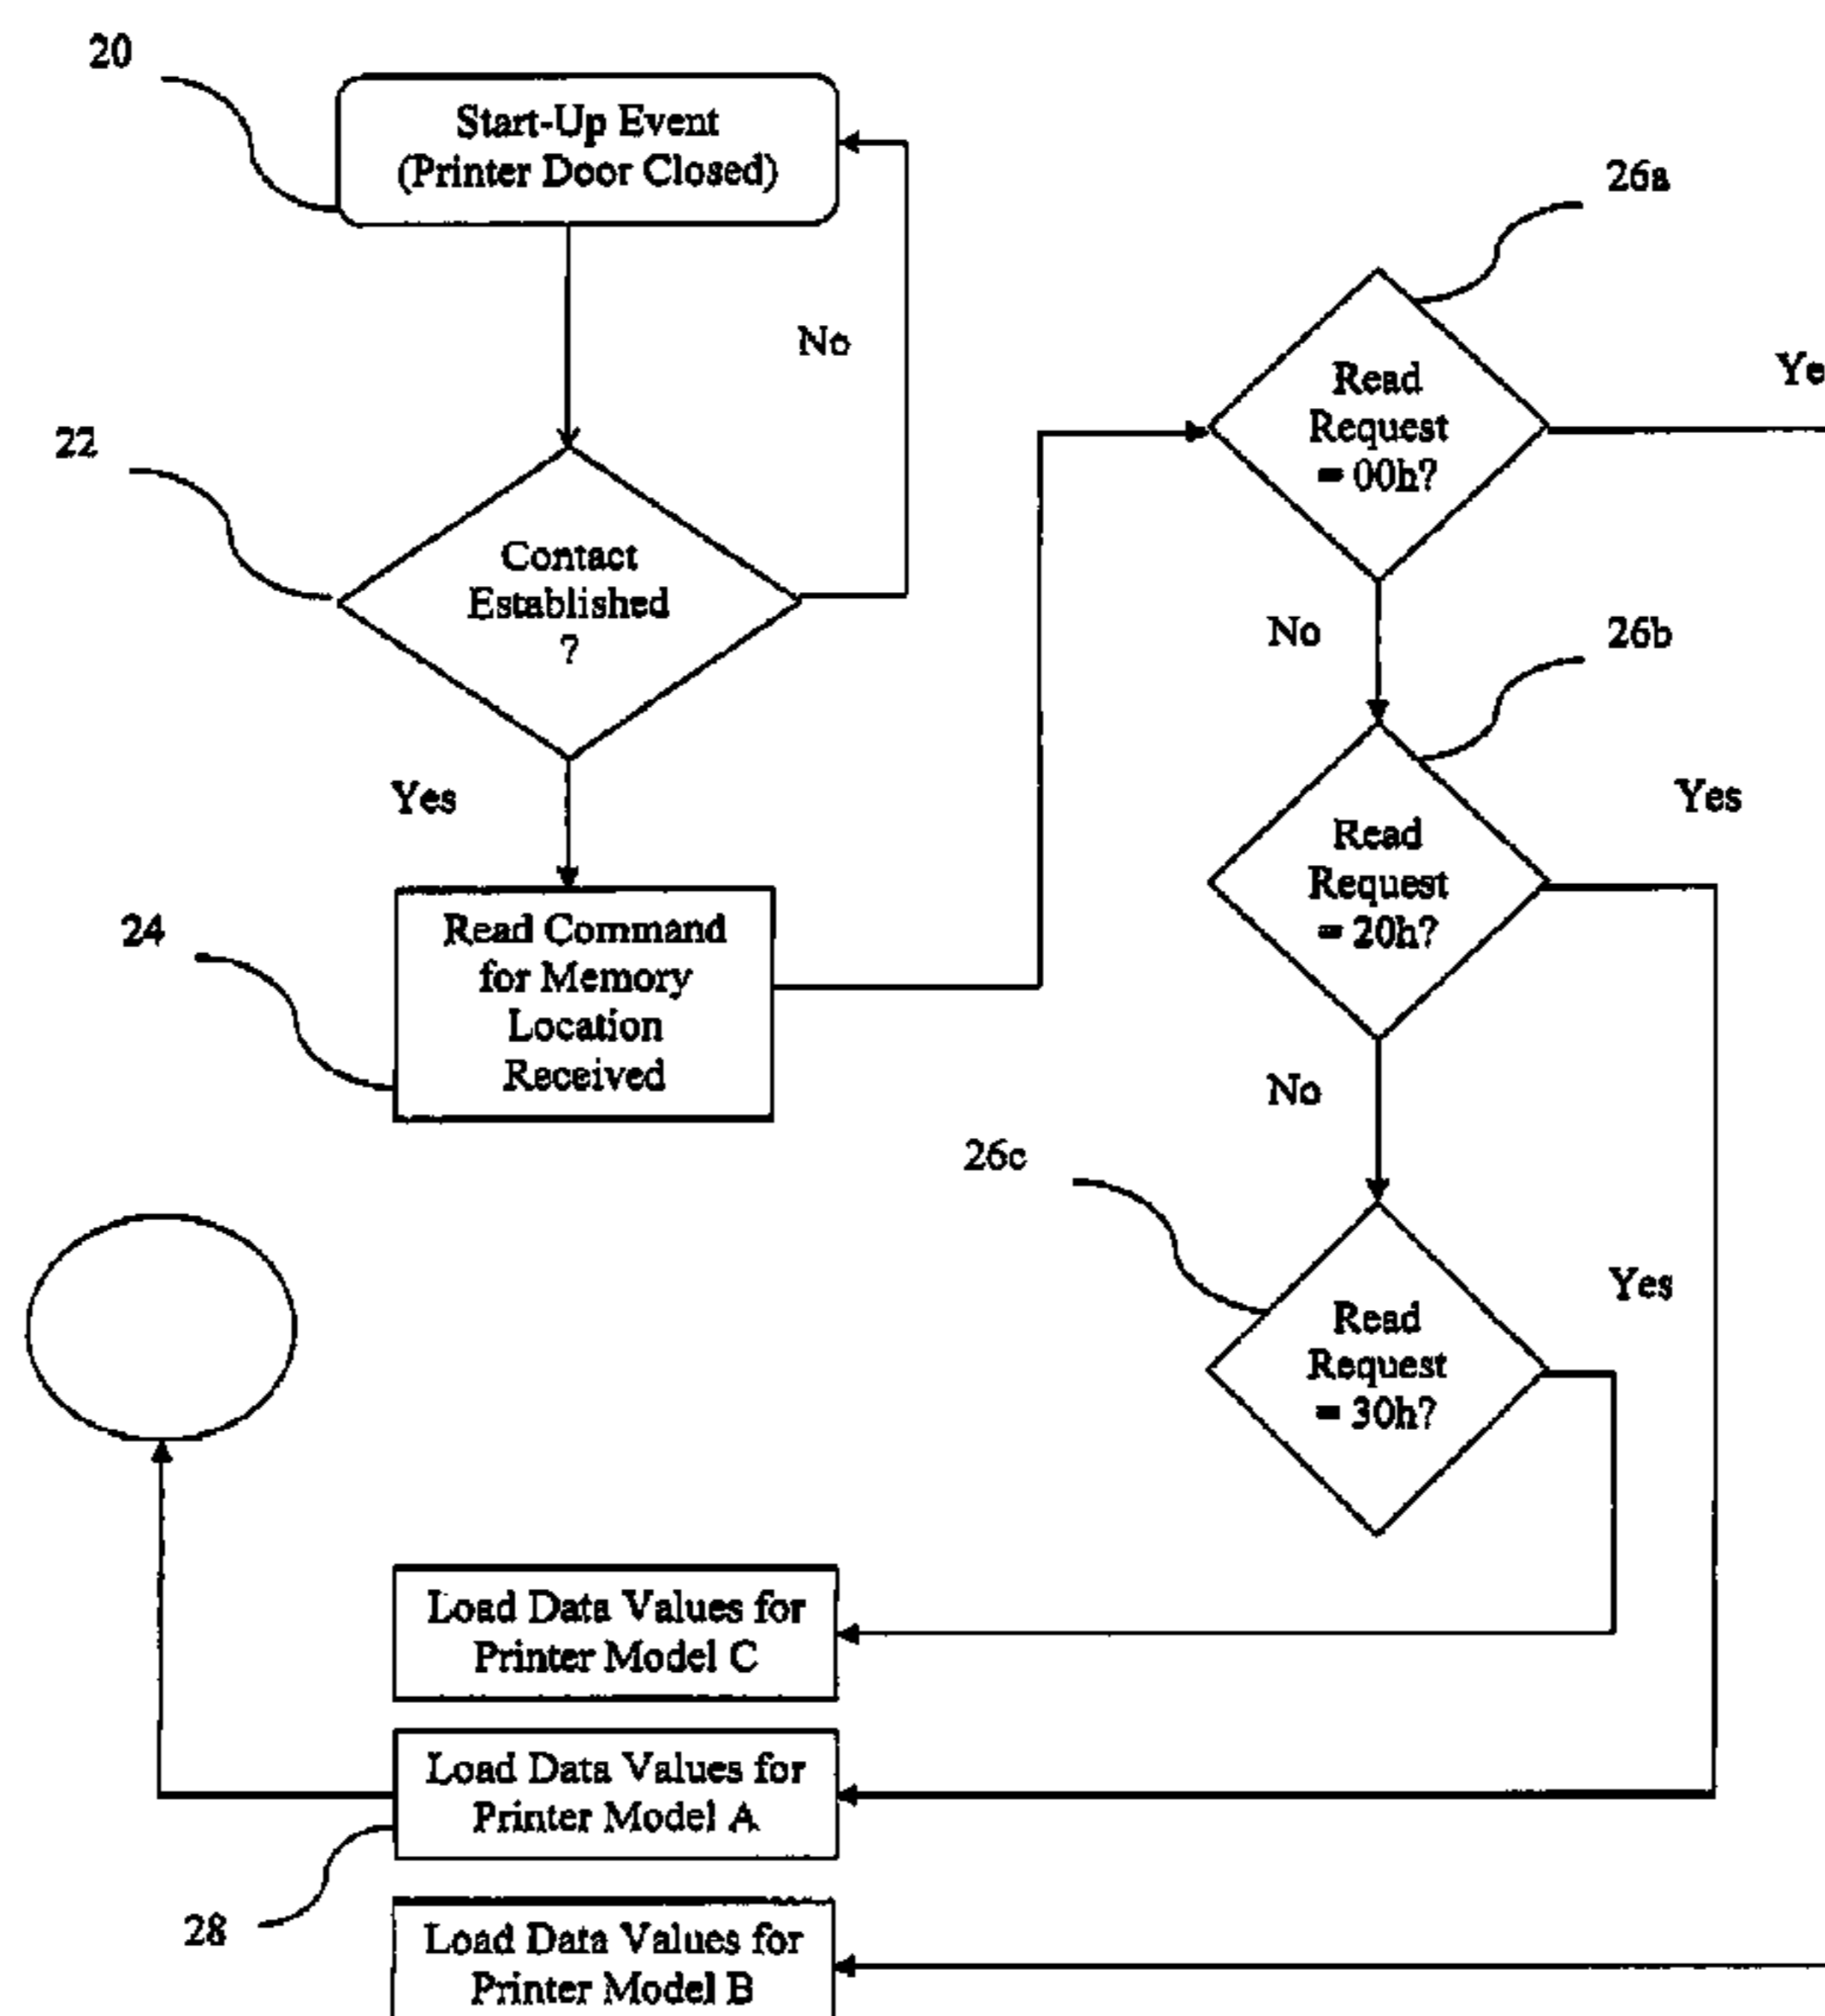 20
Start-Up Event
(Printer Door Closed)
No
22
Contact
Established
?
Yes
24
Read Command
for Memory
Location
Received
26a
Read
Request
= 00h?
Ye
No
26b
Read
Request
= 20h?
Yes
No
26c
Read
Request
= 30h?
Yes
Load Data Values for
Printer Model C
Load Data Values for
Printer Model A
28
Load Data Values for
Printer Model B